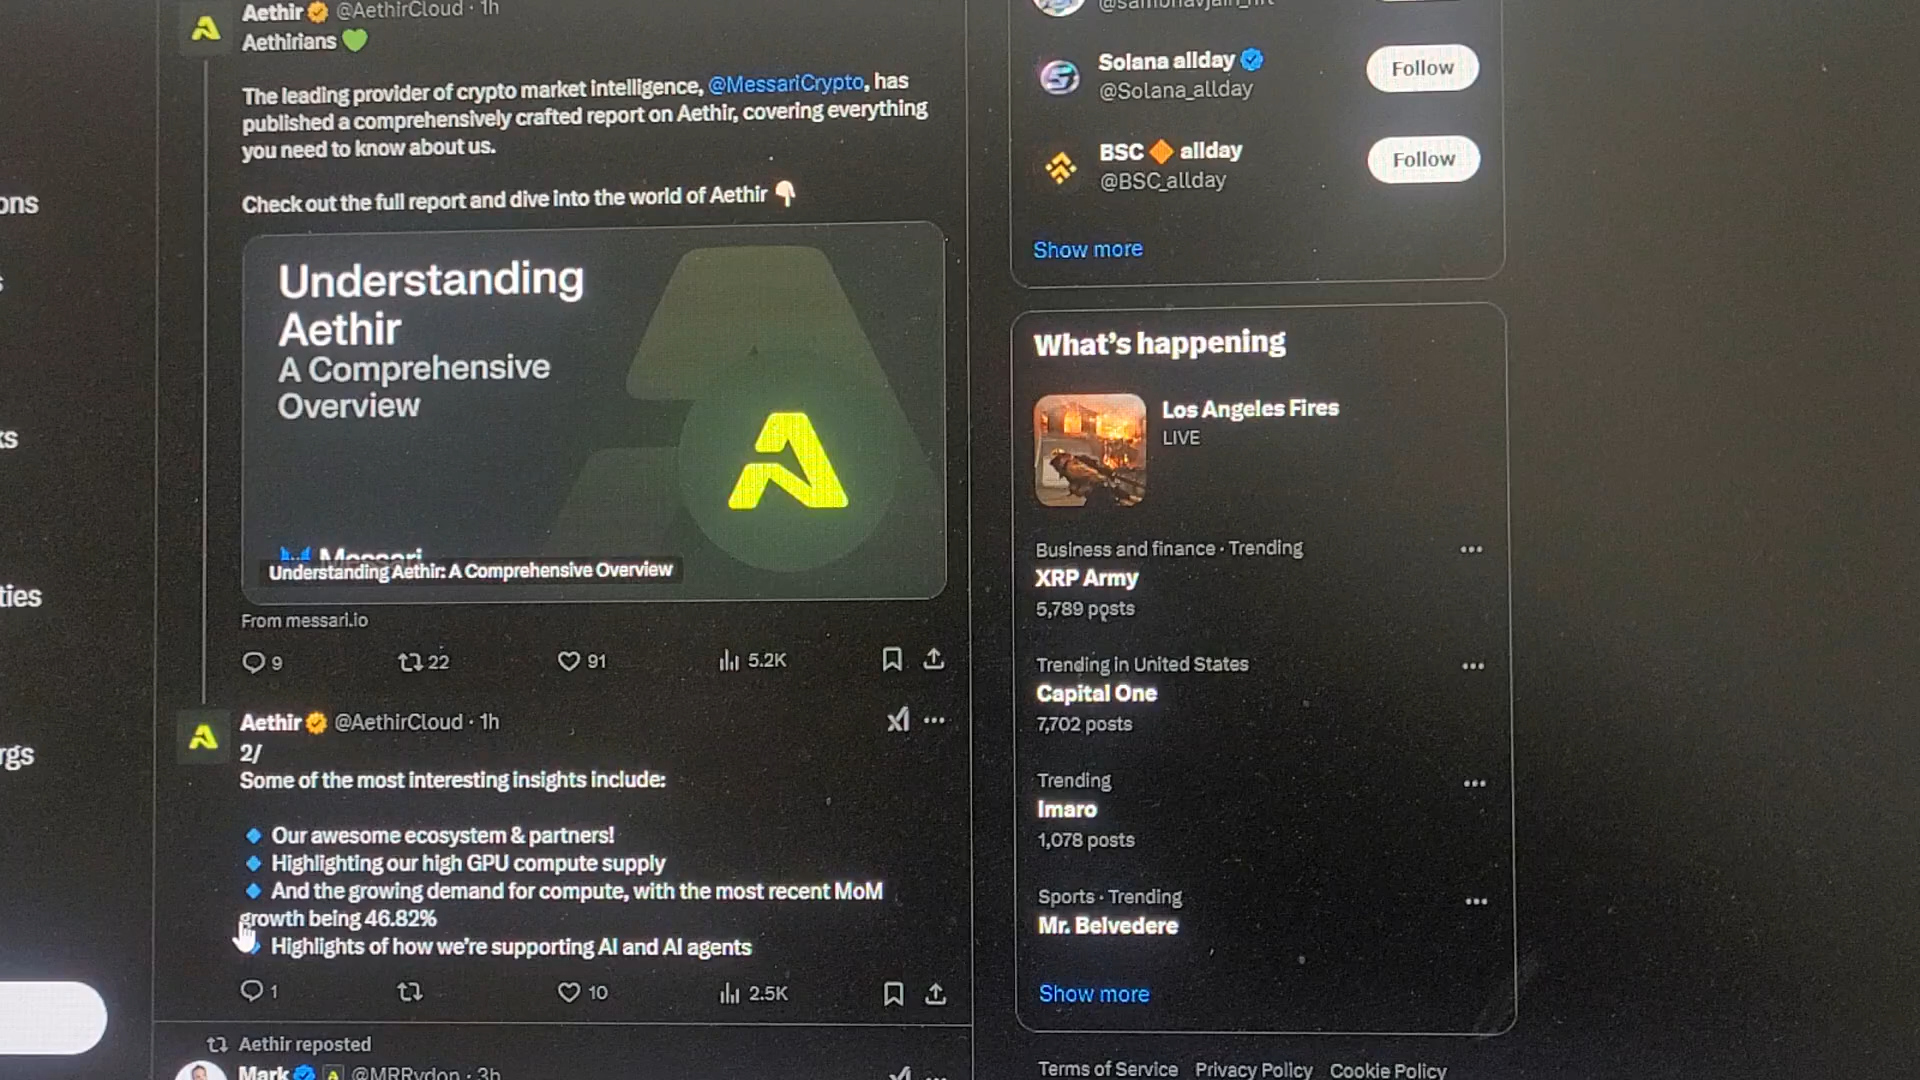 Aethir @AethirCloud · 1h
Aethirians 💚
The leading provider of crypto market intelligence, @MessariCrypto, has
published a comprehensively crafted report on Aethir, covering everything
you need to know about us.
Check out the full report and dive into the world of Aethir 👇
Understanding
Aethir
A Comprehensive
Overview
Messari
Understanding Aethir: A Comprehensive Overview
From messari.io
9 22 91 5.2K
Aethir @AethirCloud · 1h
2/
Some of the most interesting insights include:
🔹 Our awesome ecosystem & partners!
🔹 Highlighting our high GPU compute supply
🔹 And the growing demand for compute, with the most recent MoM
growth being 46.82%
🔹 Highlights of how we're supporting AI and AI agents
1 10 2.5K
Aethir reposted
Mark @MRRydon · 3h
ons
ks
ties
rgs
Solana allday
@Solana_allday
Follow
BSC 🔶 allday
@BSC_allday
Follow
Show more
What's happening
Los Angeles Fires
LIVE
Business and finance · Trending
XRP Army
5,789 posts
Trending in United States
Capital One
7,702 posts
Trending
Imaro
1,078 posts
Sports · Trending
Mr. Belvedere
Show more
Terms of Service Privacy Policy Cookie Policy